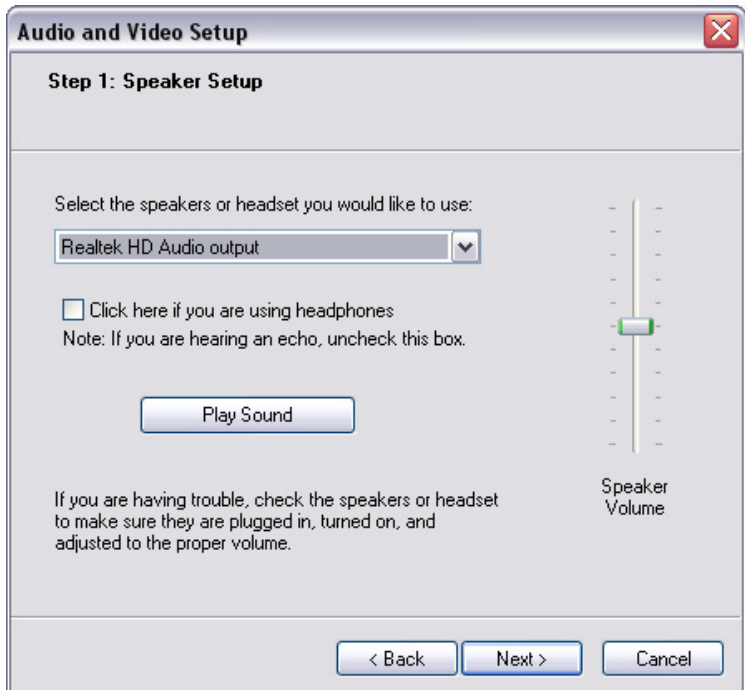 Audio and Video Setup
Step 1: Speaker Setup
Select the speakers or headset you would like to use:
Realtek HD Audio output
Click here if you are using headphones
Note: If you are hearing an echo, uncheck this box.
Play Sound
If you are having trouble, check the speakers or headset
to make sure they are plugged in, turned on, and
adjusted to the proper volume.
Speaker
Volume
< Back
Next >
Cancel